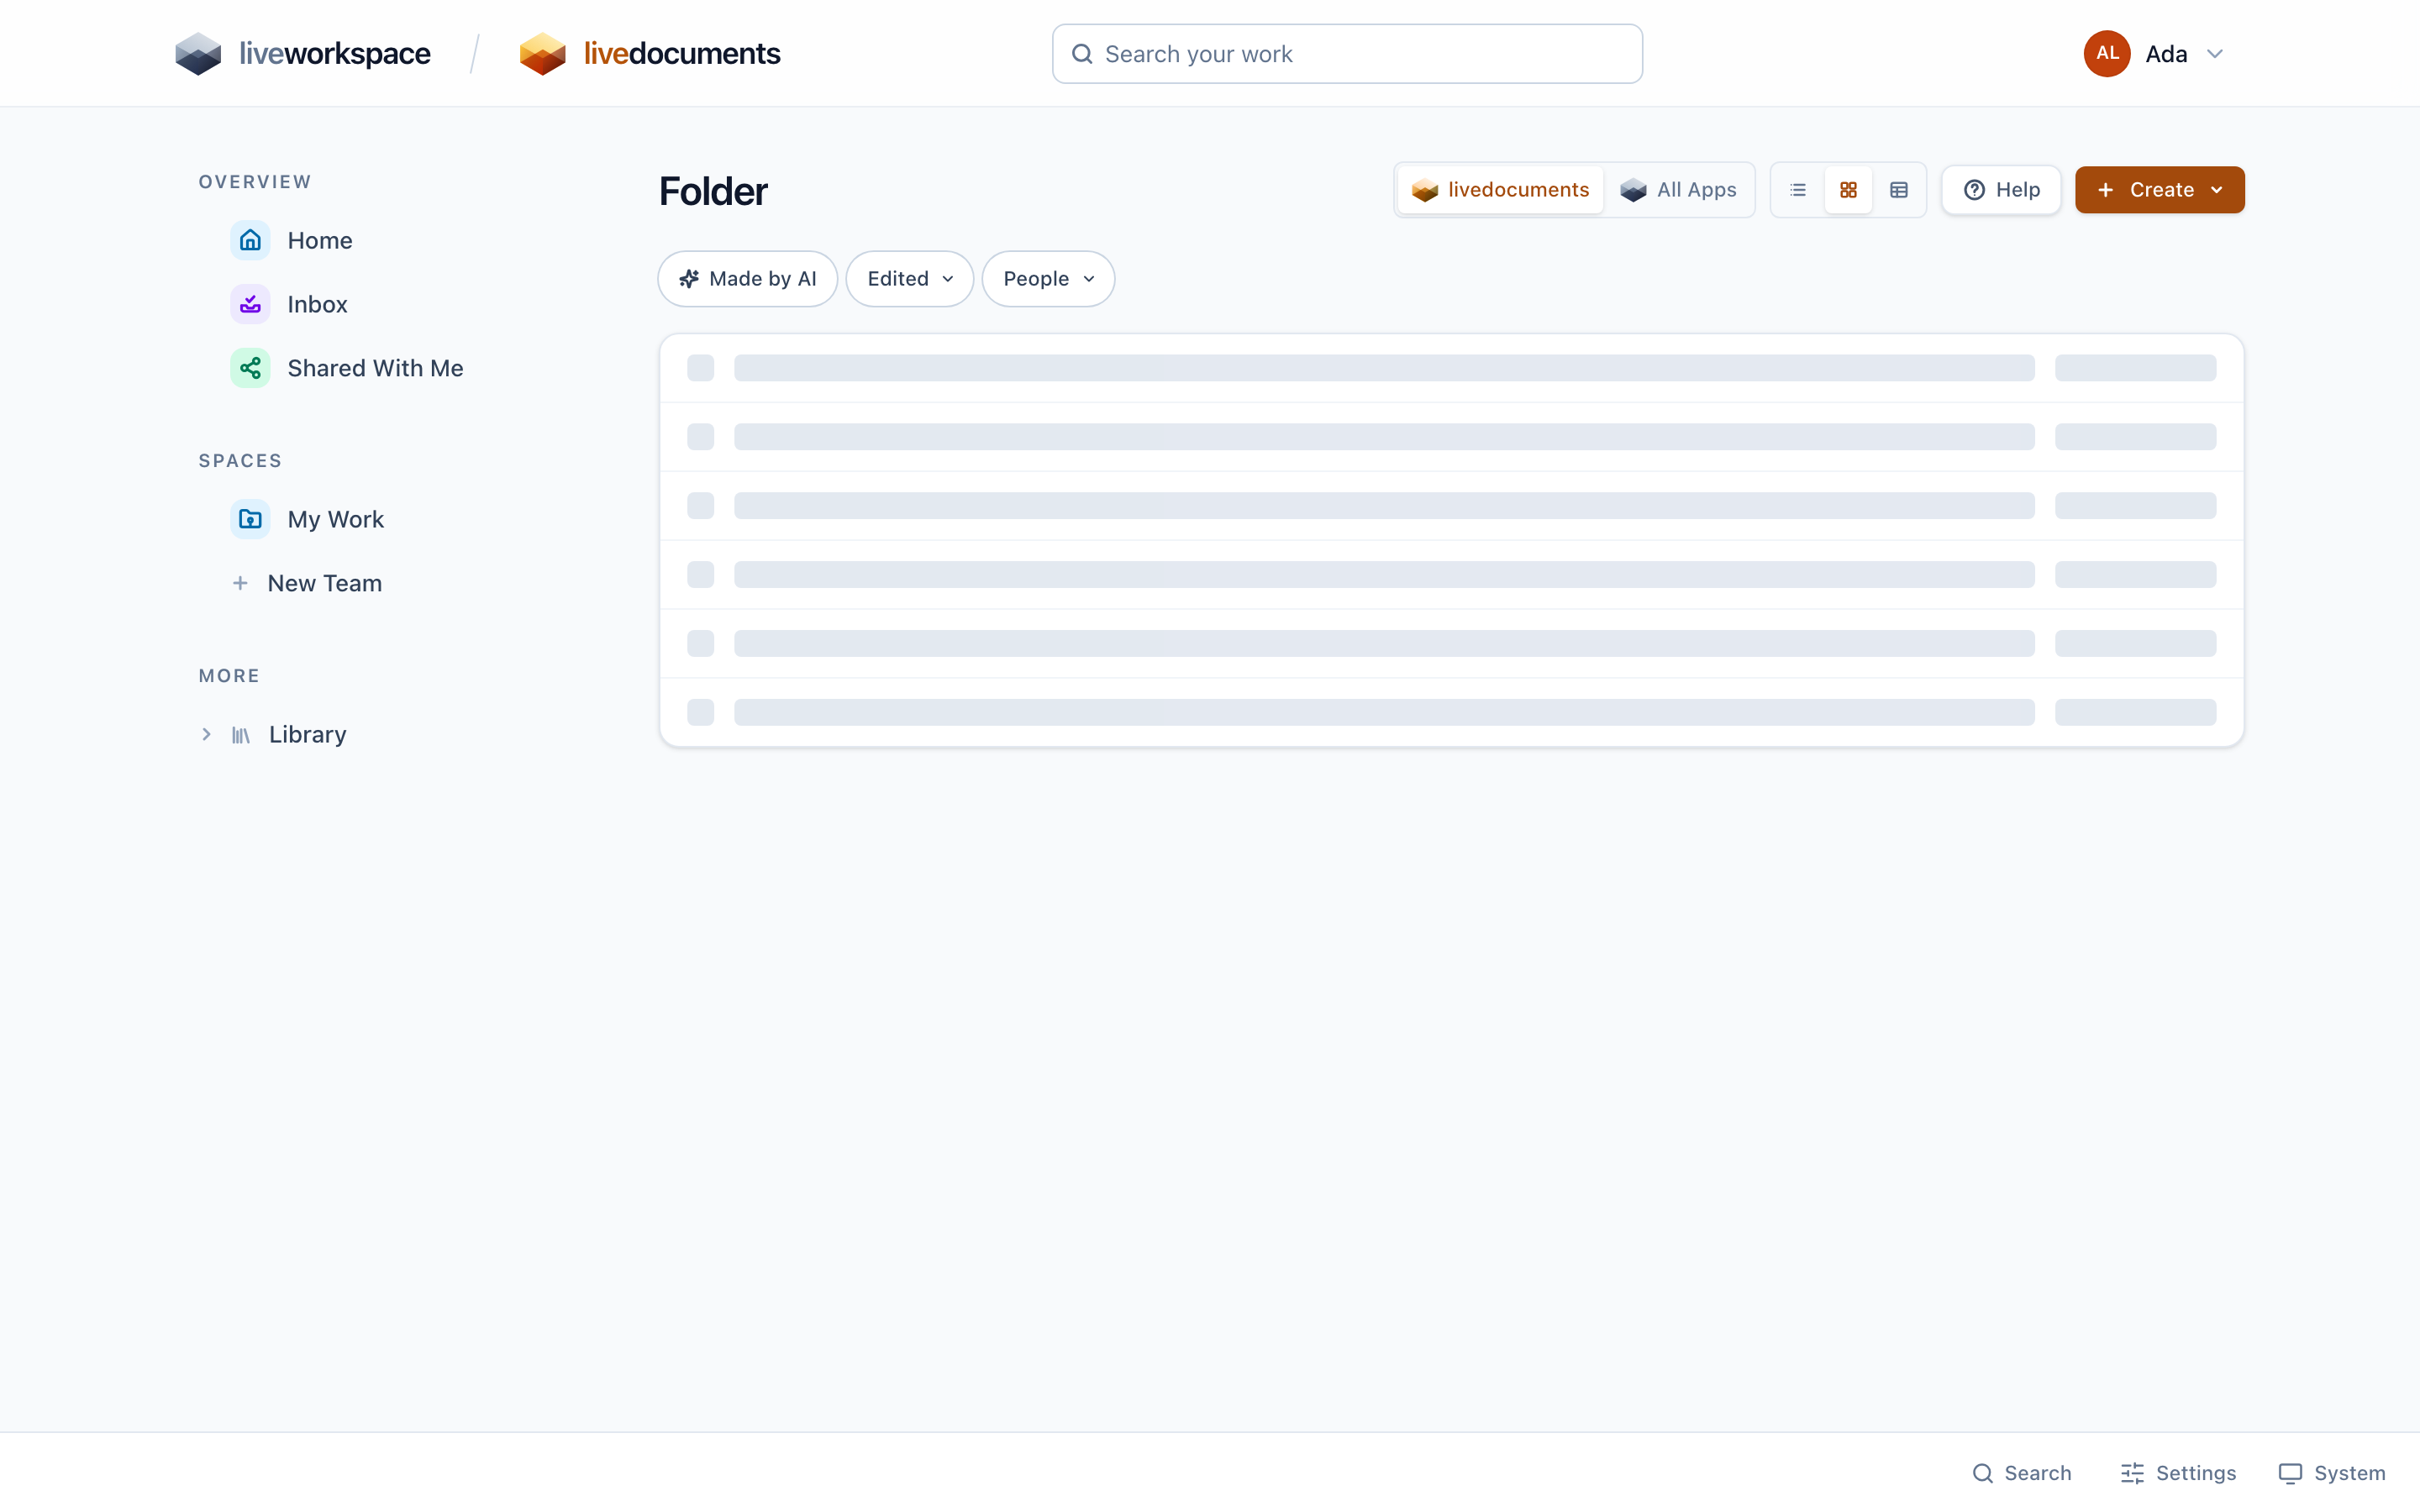 liveworkspace
livedocuments
Search your work
AL
Ada
OVERVIEW
Home
Inbox
Shared With Me
SPACES
My Work
New Team
MORE
Library
Folder
livedocuments
All Apps
Help
Create
Made by AI
Edited
People
Search
Settings
System